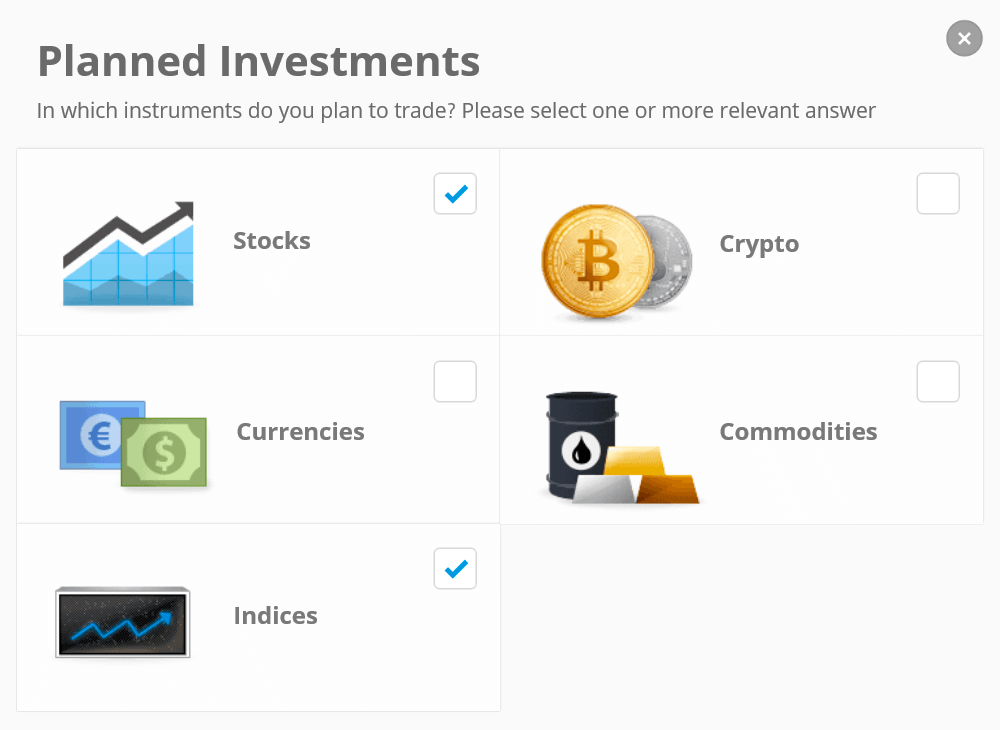 Planned Investments
In which instruments do you plan to trade? Please select one or more relevant answer
Stocks
Crypto
Currencies
Commodities
Indices